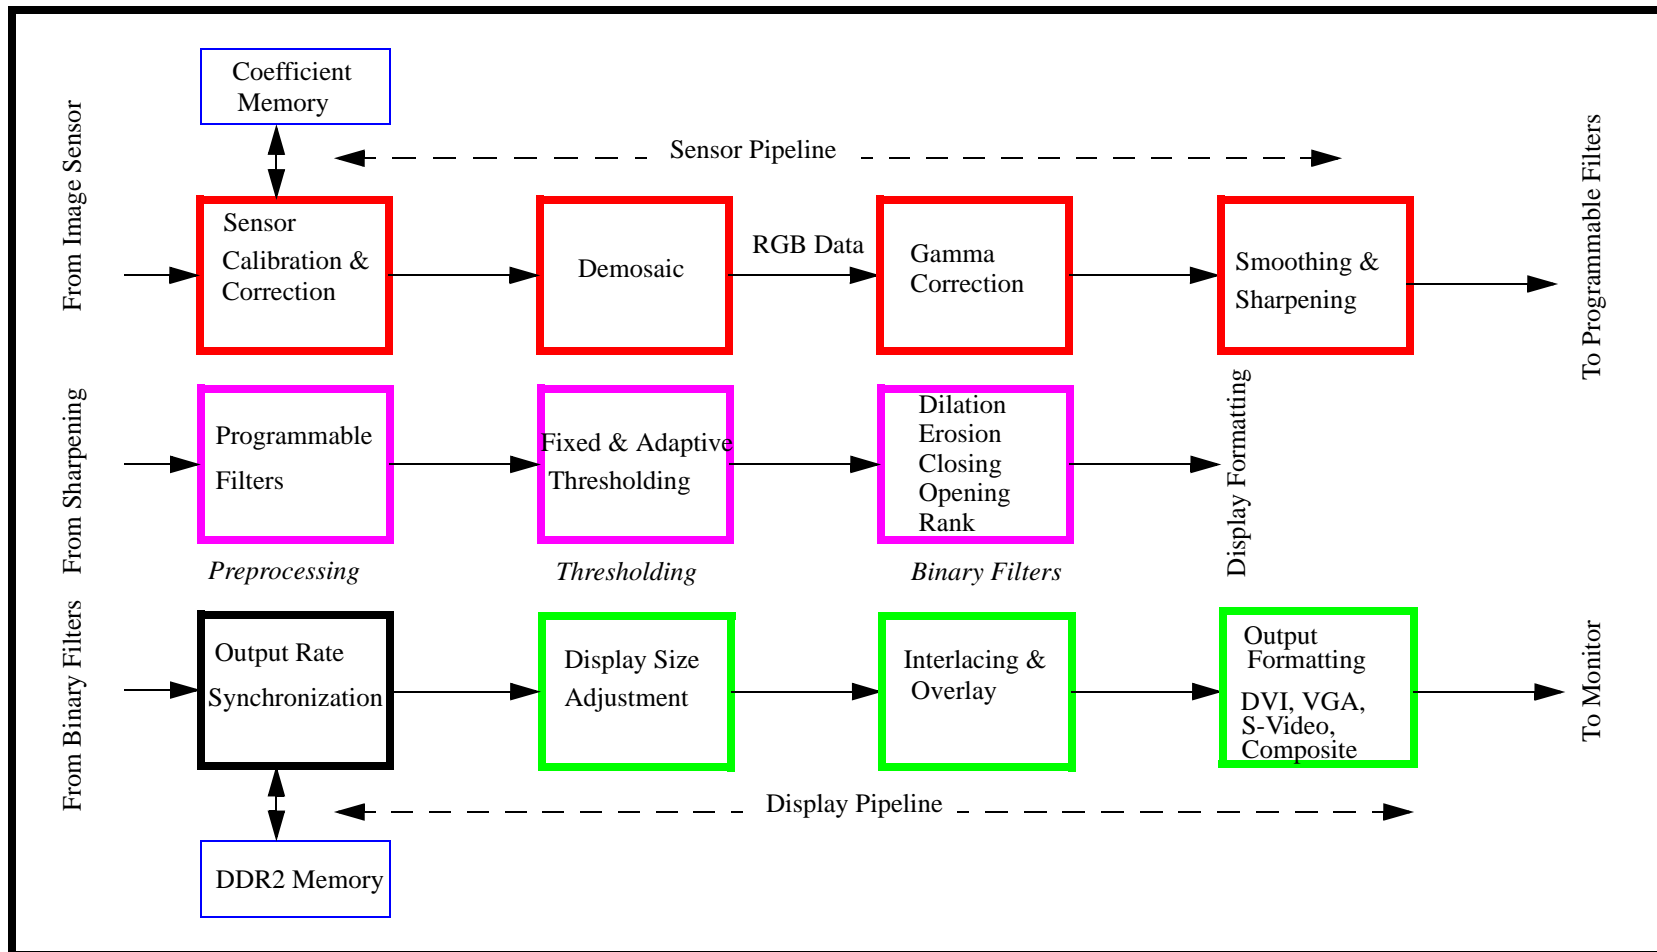 Coefficient
Memory
Sensor Pipeline
From Image Sensor
Sensor
Calibration &
Correction
Demosaic
RGB Data
Gamma
Correction
Smoothing &
Sharpening
To Programmable Filters
From Sharpening
Programmable
Filters
Fixed & Adaptive
Thresholding
Dilation
Erosion
Closing
Opening
Rank
Display Formatting
Preprocessing
Thresholding
Binary Filters
From Binary Filters
Output Rate
Synchronization
Display Size
Adjustment
Interlacing &
Overlay
Output
Formatting
DVI, VGA,
S-Video,
Composite
To Monitor
Display Pipeline
DDR2 Memory